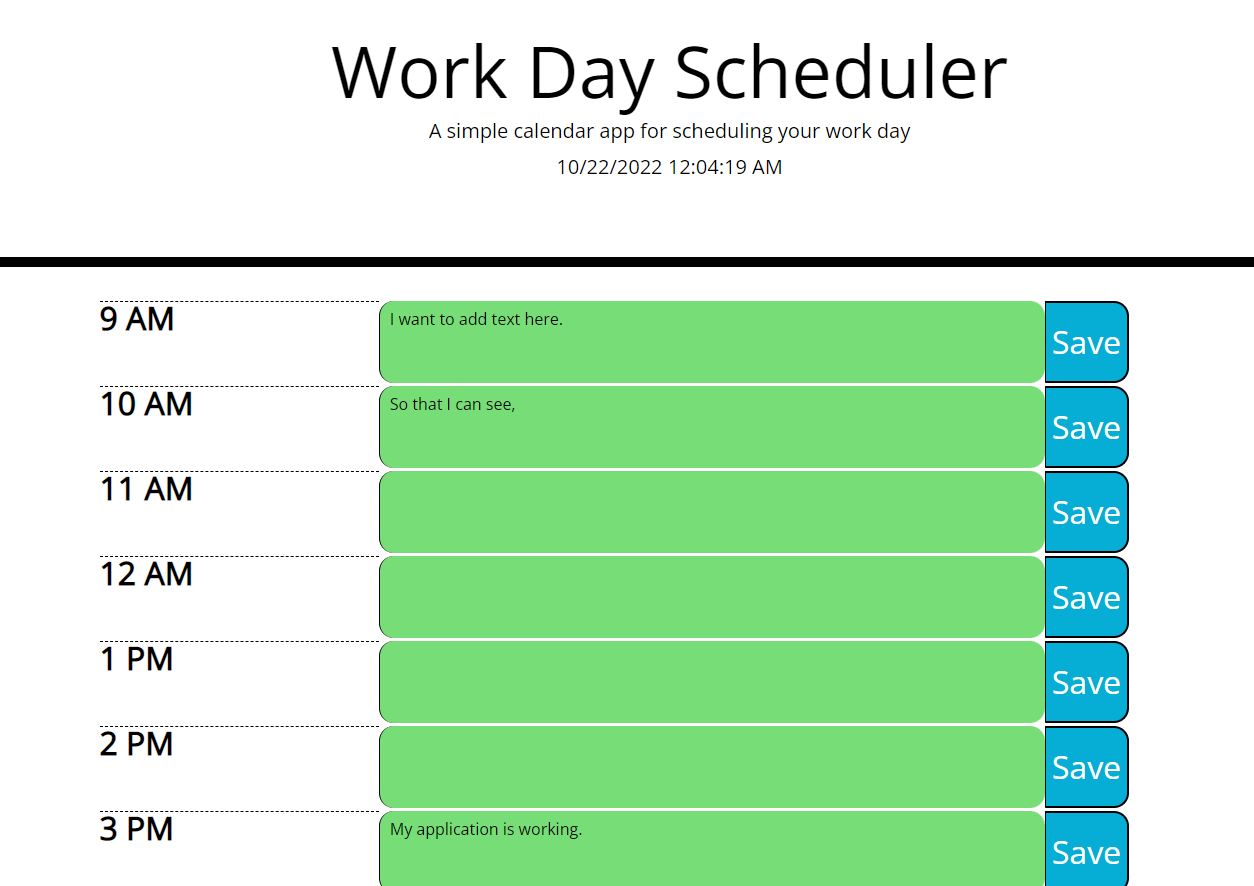 Work Day Scheduler
A simple calendar app for scheduling your work day
10/22/2022 12:04:19 AM
9 AM
I want to add text here.
Save
10 AM
So that I can see,
Save
11 AM
Save
12 AM
Save
1 PM
Save
2 PM
Save
3 PM
My application is working.
Save